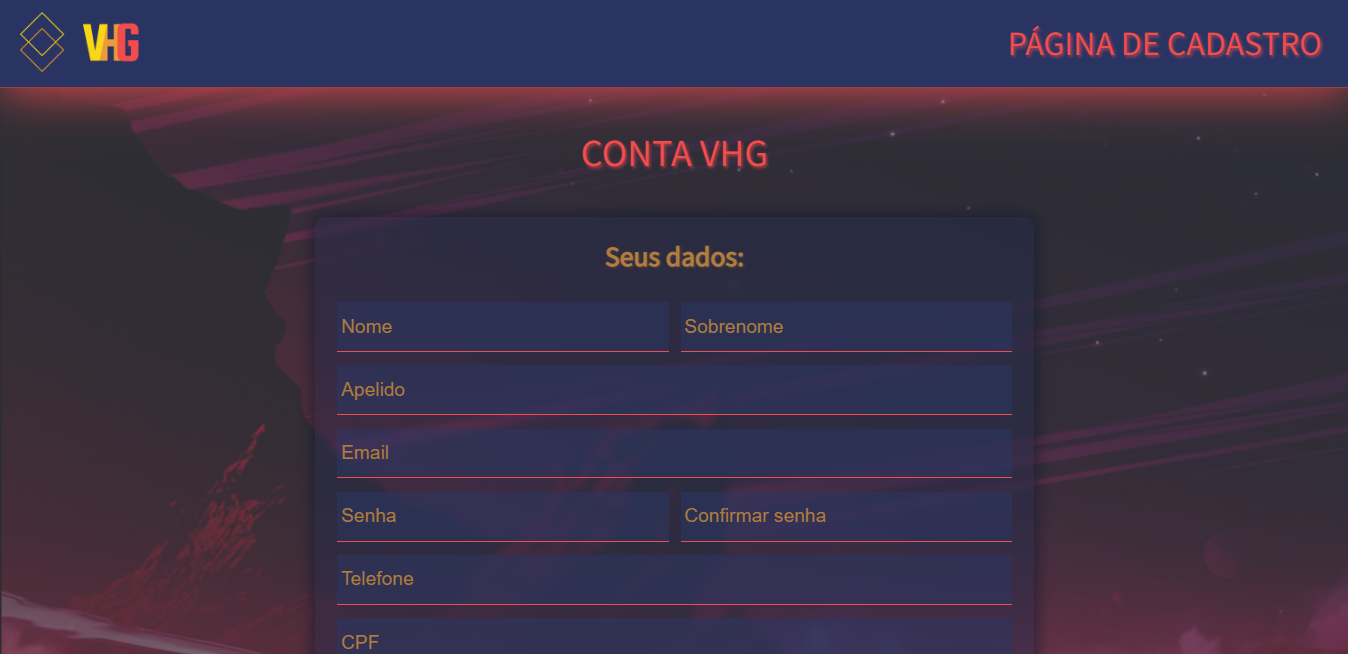 VHG
PÁGINA DE CADASTRO
CONTA VHG
Seus dados:
Nome
Sobrenome
Apelido
Email
Senha
Confirmar senha
Telefone
CPF